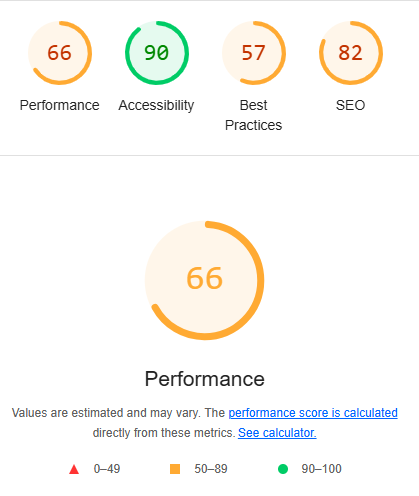 66 90 57 82
Performance Accessibility Best Practices SEO
66
Performance
Values are estimated and may vary. The performance score is calculated
directly from these metrics. See calculator.
0–49 50–89 90–100